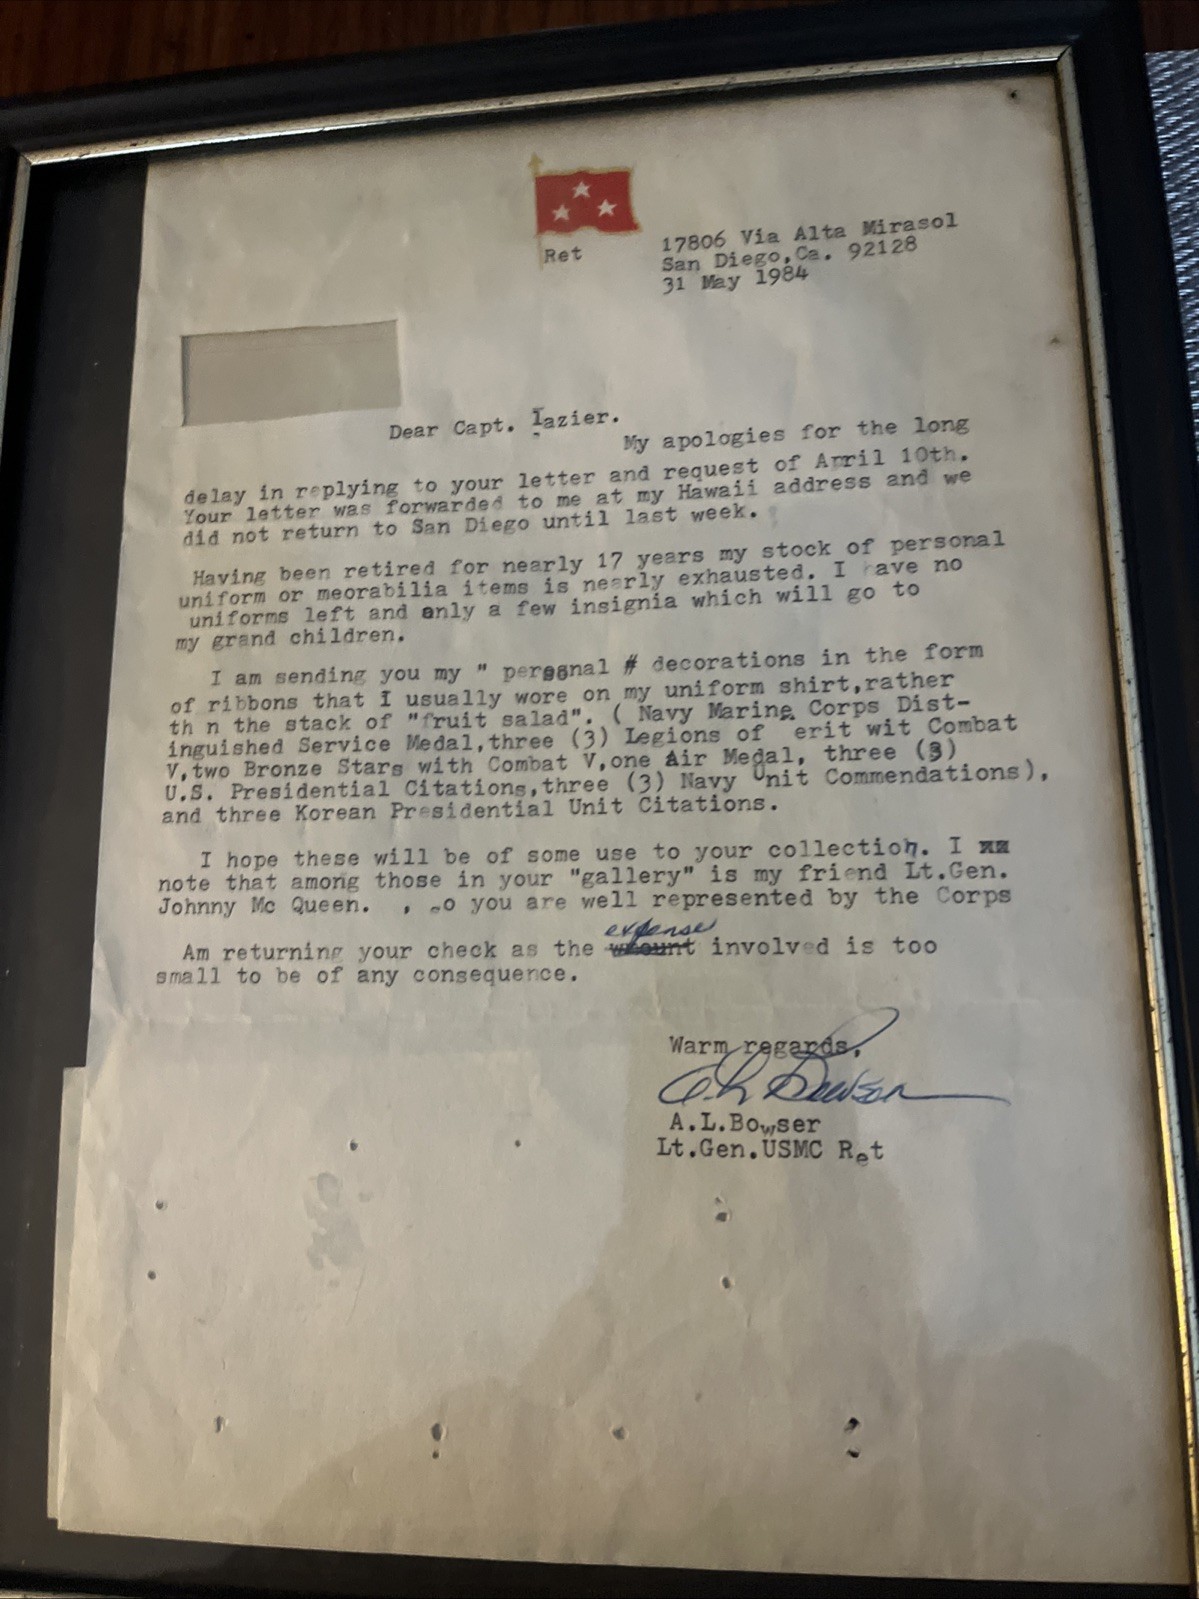 Ret
17806 Via Alta Mirasol
San Diego,Ca. 92128
31 May 1984
Dear Capt. Lazier.
My apologies for the long
delay in replying to your letter and request of April 10th.
Your letter was forwarded to me at my Hawaii address and we
did not return to San Diego until last week.
Having been retired for nearly 17 years my stock of personal
uniform or meorabilia items is nearly exhausted. I have no
uniforms left and only a few insignia which will go to
my grand children.
I am sending you my " personal # decorations in the form
of ribbons that I usually wore on my uniform shirt,rather
th n the stack of "fruit salad". ( Navy Marine Corps Dist-
inguished Service Medal,three (3) Legions of erit wit Combat
V,two Bronze Stars with Combat V,one Air Medal, three (3)
U.S. Presidential Citations,three (3) Navy Unit Commendations),
and three Korean Presidential Unit Citations.
I hope these will be of some use to your collection. I xx
note that among those in your "gallery" is my friend Lt.Gen.
Johnny Mc Queen. , .o you are well represented by the Corps
expense
Am returning your check as the involved is too
small to be of any consequence.
Warm regards,
A.L.Bowser
Lt.Gen.USMC Ret